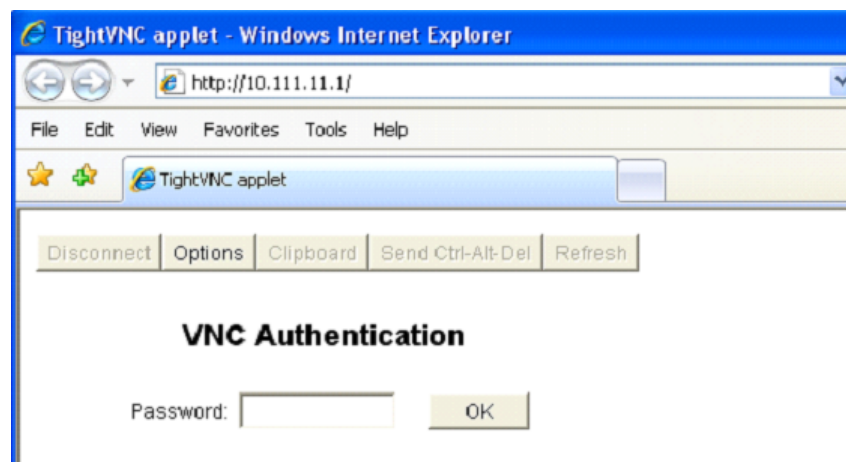 TightVNC applet - Windows Internet Explorer
http://10.111.11.1/
File Edit View Favorites Tools Help
TightVNC applet
Disconnect Options Clipboard Send Ctrl-Alt-Del Refresh
VNC Authentication
Password: OK